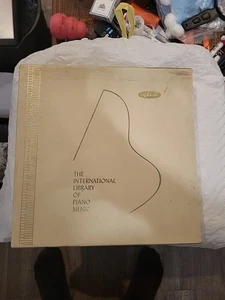 THE
INTERNATIONAL
LIBRARY
OF
PIANO
MUSIC